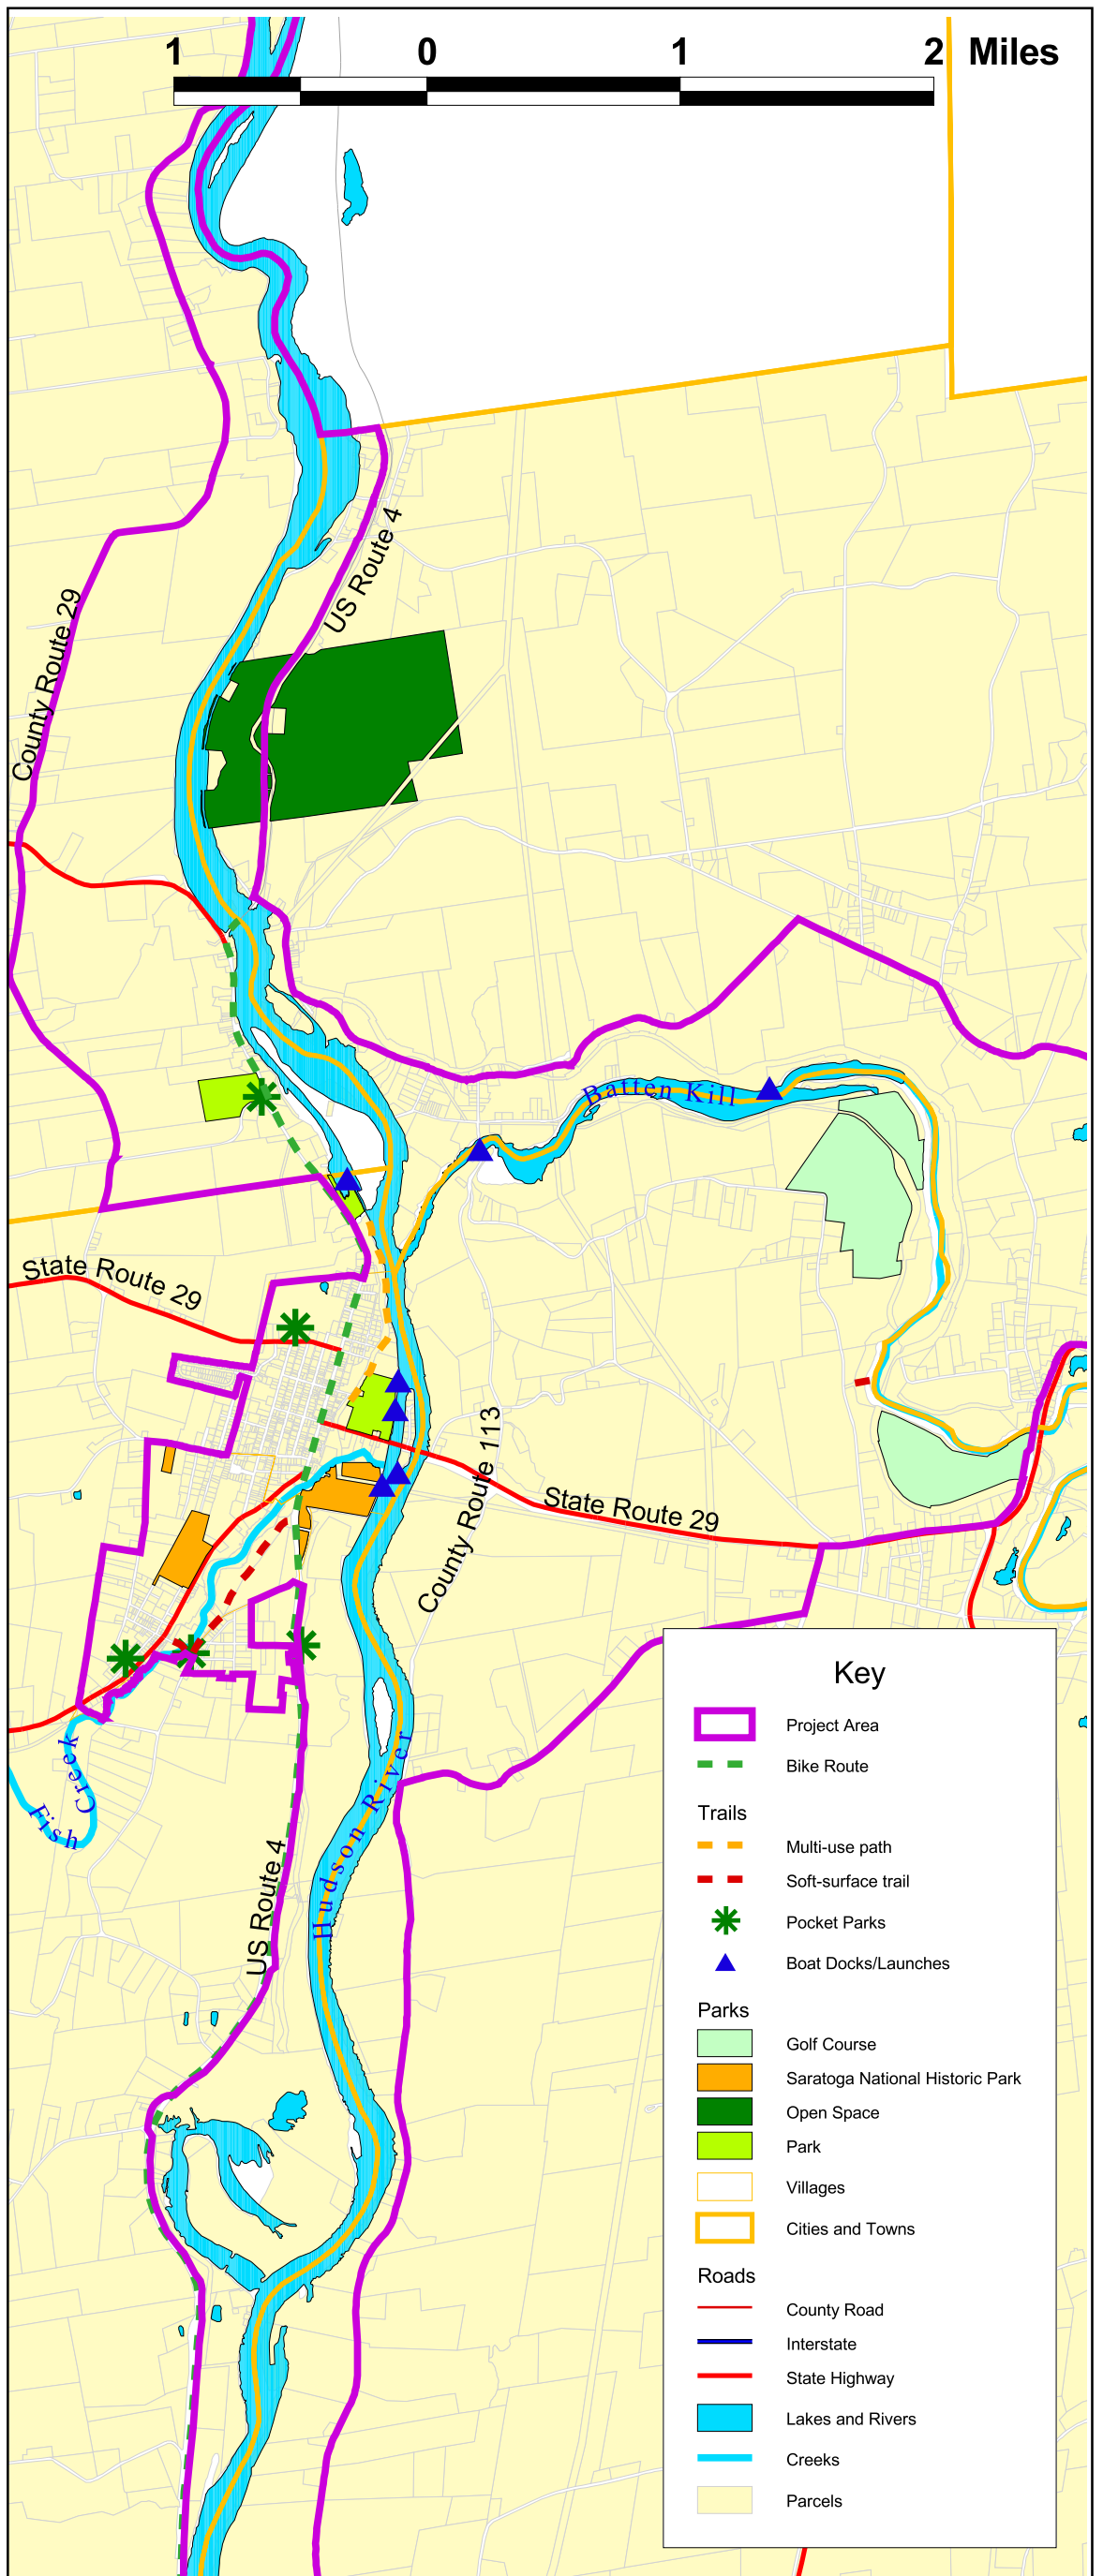 1 0 1 2 Miles
US Route 4
County Route 29
Batten Kill
State Route 29
County Route 113
State Route 29
Fish Creek
Hudson River
US Route 4
Key
Project Area
Bike Route
Trails
Multi-use path
Soft-surface trail
Pocket Parks
Boat Docks/Launches
Parks
Golf Course
Saratoga National Historic Park
Open Space
Park
Villages
Cities and Towns
Roads
County Road
Interstate
State Highway
Lakes and Rivers
Creeks
Parcels